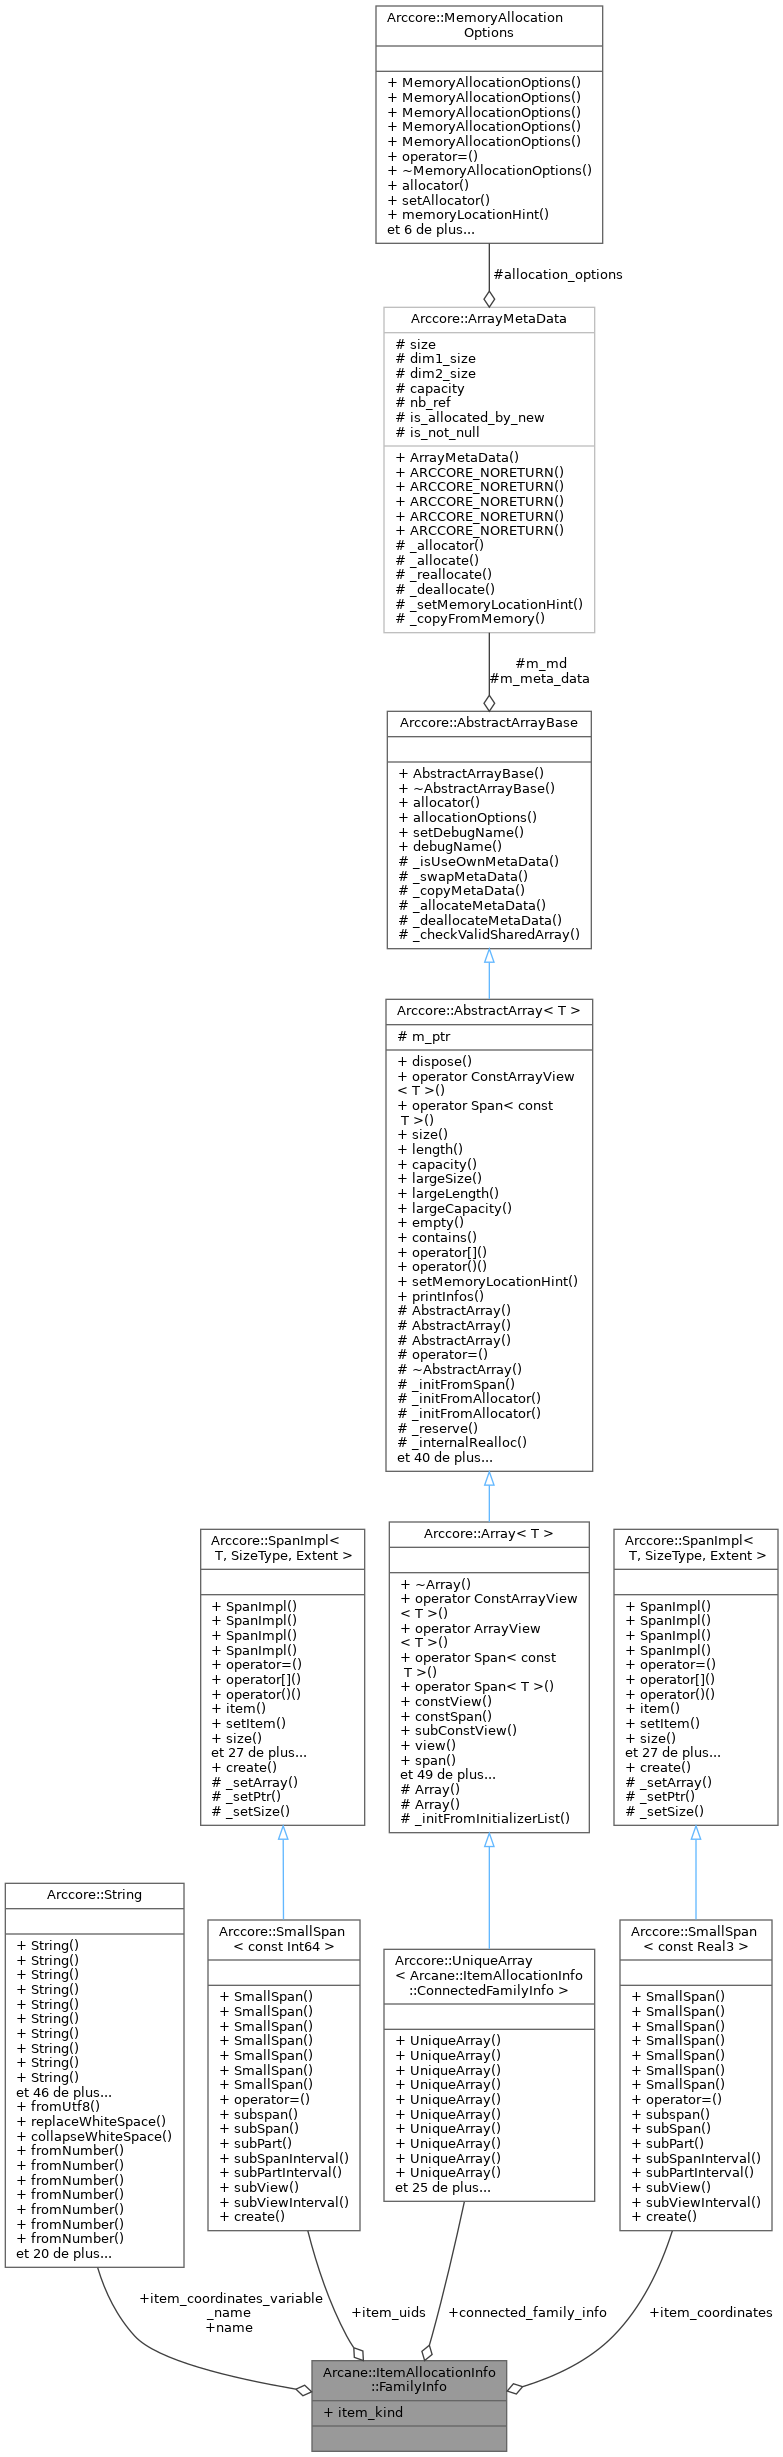 Arccore::MemoryAllocation
Options
+ MemoryAllocationOptions()
+ MemoryAllocationOptions()
+ MemoryAllocationOptions()
+ MemoryAllocationOptions()
+ MemoryAllocationOptions()
+ operator=()
+ ~MemoryAllocationOptions()
+ allocator()
+ setAllocator()
+ memoryLocationHint()
et 6 de plus...
#allocation_options
Arccore::ArrayMetaData
# size
# dim1_size
# dim2_size
# capacity
# nb_ref
# is_allocated_by_new
# is_not_null
+ ArrayMetaData()
+ ARCCORE_NORETURN()
+ ARCCORE_NORETURN()
+ ARCCORE_NORETURN()
+ ARCCORE_NORETURN()
+ ARCCORE_NORETURN()
# _allocator()
# _allocate()
# _reallocate()
# _deallocate()
# _setMemoryLocationHint()
# _copyFromMemory()
#m_md
#m_meta_data
Arccore::AbstractArrayBase
+ AbstractArrayBase()
+ ~AbstractArrayBase()
+ allocator()
+ allocationOptions()
+ setDebugName()
+ debugName()
# _isUseOwnMetaData()
# _swapMetaData()
# _copyMetaData()
# _allocateMetaData()
# _deallocateMetaData()
# _checkValidSharedArray()
Arccore::AbstractArray< T >
# m_ptr
+ dispose()
+ operator ConstArrayView
< T >()
+ operator Span< const
T >()
+ size()
+ length()
+ capacity()
+ largeSize()
+ largeLength()
+ largeCapacity()
+ empty()
+ contains()
+ operator[]()
+ operator()()
+ setMemoryLocationHint()
+ printInfos()
# AbstractArray()
# AbstractArray()
# AbstractArray()
# operator=()
# ~AbstractArray()
# _initFromSpan()
# _initFromAllocator()
# _initFromAllocator()
# _reserve()
# _internalRealloc()
et 40 de plus...
Arccore::SpanImpl<
T, SizeType, Extent >
+ SpanImpl()
+ SpanImpl()
+ SpanImpl()
+ SpanImpl()
+ operator=()
+ operator[]()
+ operator()()
+ item()
+ setItem()
+ size()
et 27 de plus...
+ create()
# _setArray()
# _setPtr()
# _setSize()
Arccore::Array< T >
+ ~Array()
+ operator ConstArrayView
< T >()
+ operator ArrayView
< T >()
+ operator Span< const
T >()
+ operator Span< T >()
+ constView()
+ constSpan()
+ subConstView()
+ view()
+ span()
et 49 de plus...
# Array()
# Array()
# _initFromInitializerList()
Arccore::SpanImpl<
T, SizeType, Extent >
+ SpanImpl()
+ SpanImpl()
+ SpanImpl()
+ SpanImpl()
+ operator=()
+ operator[]()
+ operator()()
+ item()
+ setItem()
+ size()
et 27 de plus...
+ create()
# _setArray()
# _setPtr()
# _setSize()
Arccore::String
+ String()
+ String()
+ String()
+ String()
+ String()
+ String()
+ String()
+ String()
+ String()
+ String()
et 46 de plus...
+ fromUtf8()
+ replaceWhiteSpace()
+ collapseWhiteSpace()
+ fromNumber()
+ fromNumber()
+ fromNumber()
+ fromNumber()
+ fromNumber()
+ fromNumber()
+ fromNumber()
et 20 de plus...
Arccore::SmallSpan
< const Int64 >
+ SmallSpan()
+ SmallSpan()
+ SmallSpan()
+ SmallSpan()
+ SmallSpan()
+ SmallSpan()
+ SmallSpan()
+ operator=()
+ subspan()
+ subSpan()
+ subPart()
+ subSpanInterval()
+ subPartInterval()
+ subView()
+ subViewInterval()
+ create()
Arccore::UniqueArray
< Arcane::ItemAllocationInfo
::ConnectedFamilyInfo >
+ UniqueArray()
+ UniqueArray()
+ UniqueArray()
+ UniqueArray()
+ UniqueArray()
+ UniqueArray()
+ UniqueArray()
+ UniqueArray()
+ UniqueArray()
+ UniqueArray()
et 25 de plus...
Arccore::SmallSpan
< const Real3 >
+ SmallSpan()
+ SmallSpan()
+ SmallSpan()
+ SmallSpan()
+ SmallSpan()
+ SmallSpan()
+ SmallSpan()
+ operator=()
+ subspan()
+ subSpan()
+ subPart()
+ subSpanInterval()
+ subPartInterval()
+ subView()
+ subViewInterval()
+ create()
+item_coordinates_variable
_name
+name
+item_uids
+connected_family_info
+item_coordinates
Arcane::ItemAllocationInfo
::FamilyInfo
+ item_kind